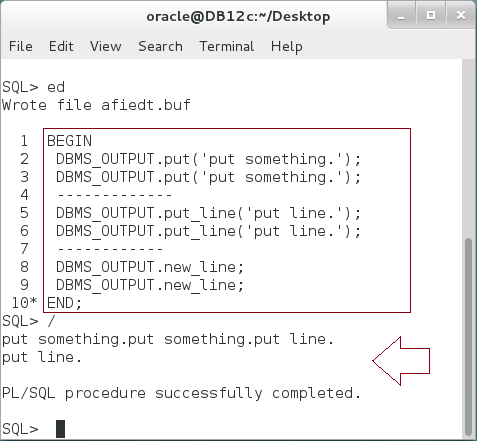 oracle@DB12c:~/Desktop
File Edit View Search Terminal Help
SQL> ed
Wrote file afiedt.buf
1 BEGIN
2 DBMS_OUTPUT.put('put something.');
3 DBMS_OUTPUT.put('put something.');
4 -------------
5 DBMS_OUTPUT.put_line('put line.');
6 DBMS_OUTPUT.put_line('put line.');
7 ------------
8 DBMS_OUTPUT.new_line;
9 DBMS_OUTPUT.new_line;
10* END;
SQL> /
put something.put something.put line.
put line.
PL/SQL procedure successfully completed.
SQL>